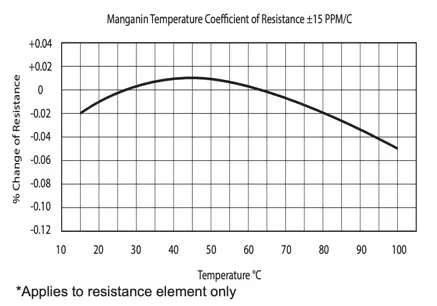 Manganin Temperature Coefficient of Resistance ±15 PPM/C
+0.04
+0.02
0
-0.02
-0.04
-0.06
-0.08
-0.10
-0.12
% Change of Resistance
10 20 30 40 50 60 70 80 90 100
Temperature °C
*Applies to resistance element only